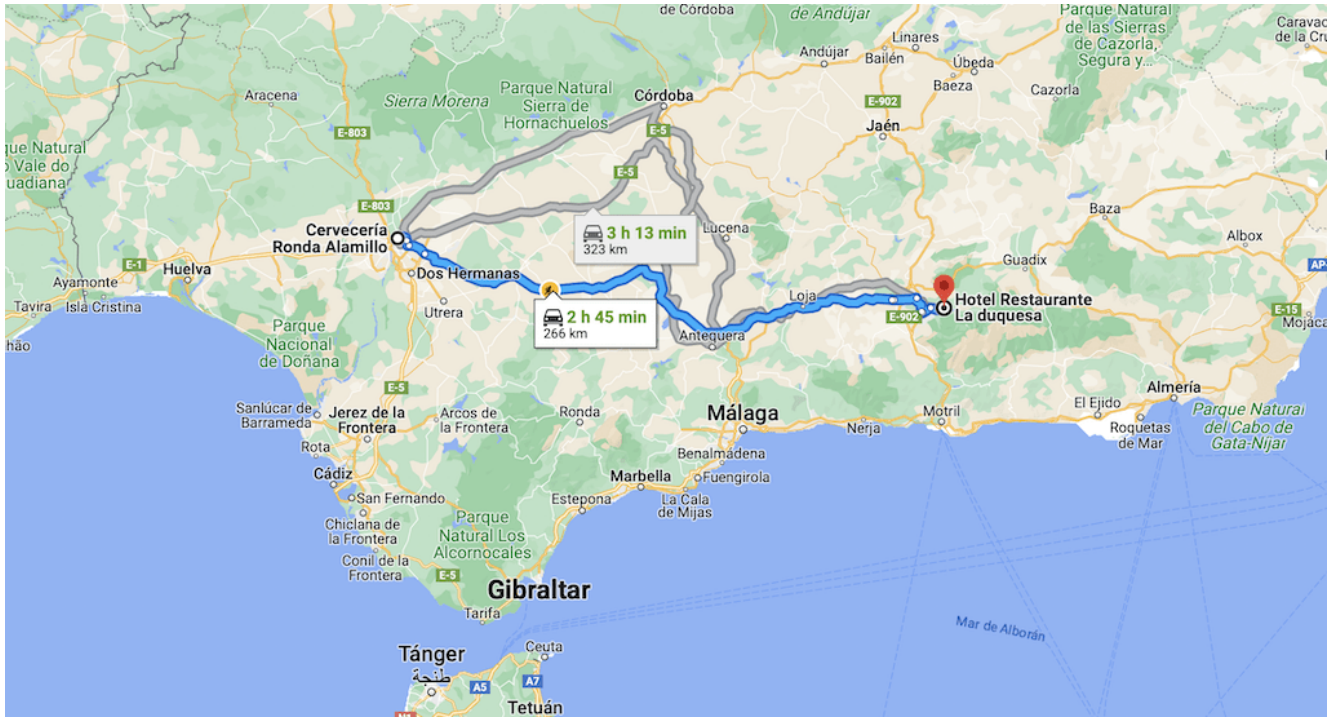 de Córdoba
de Andújar
Parque Natural
de las Sierras
de Cazorla,
Segura y...
Caravaca
de la Cru
Linares
Andújar
Bailén
Úbeda
Baeza
Cazorla
Aracena
Sierra Morena
Parque Natural
Sierra de
Hornachuelos
Córdoba
E-902
E-803
E-5
Jaén
que Natural
o Vale do
uadiana
E-5
E-803
Baza
Cervecería
Ronda Alamillo
3 h 13 min
323 km
Lucena
Albox
Ayamonte
E-1
Huelva
Dos Hermanas
Guadix
AP-
Tavira
Isla Cristina
Utrera
Loja
Hotel Restaurante
La duquesa
2 h 45 min
266 km
E-902
E-15
Mojác
hão
Parque
Nacional
de Doñana
Antequera
E-5
Almería
Sanlúcar de
Barrameda
Jerez de la
Frontera
Arcos de
la Frontera
Ronda
Málaga
Nerja
Motril
El Ejido
Roquetas
de Mar
Parque Natural
del Cabo de
Gata-Níjar
Rota
Cádiz
Benalmádena
Marbella
Fuengirola
San Fernando
Estepona
La Cala
de Mijas
Chiclana de
la Frontera
Parque
Natural Los
Alcornocales
Conil de la
Frontera
E-5
Gibraltar
Tarifa
Mar de Alborán
Ceuta
Tánger
طنجة
A5
A7
Tetuán